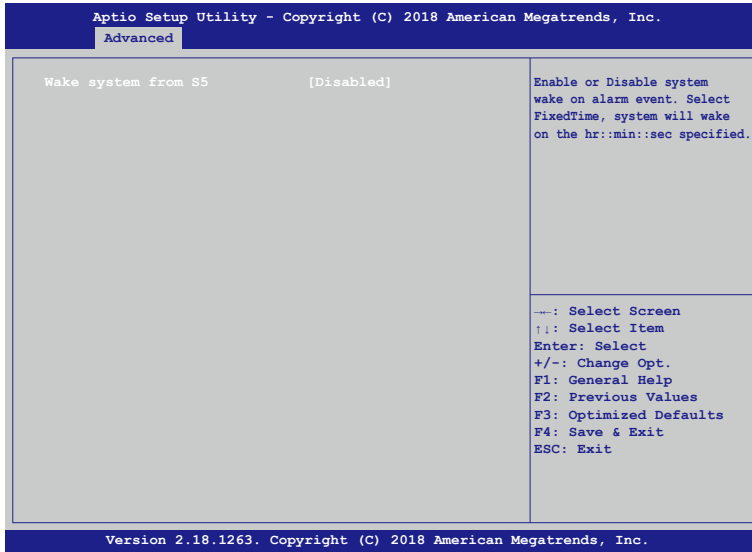 Aptio Setup Utility - Copyright (C) 2018 American Megatrends, Inc.
Advanced
Wake system from S5 [Disabled]
Enable or Disable system
wake on alarm event. Select
FixedTime, system will wake
on the hr::min::sec specified.
→←: Select Screen
↑↓: Select Item
Enter: Select
+/-: Change Opt.
F1: General Help
F2: Previous Values
F3: Optimized Defaults
F4: Save & Exit
ESC: Exit
Version 2.18.1263. Copyright (C) 2018 American Megatrends, Inc.